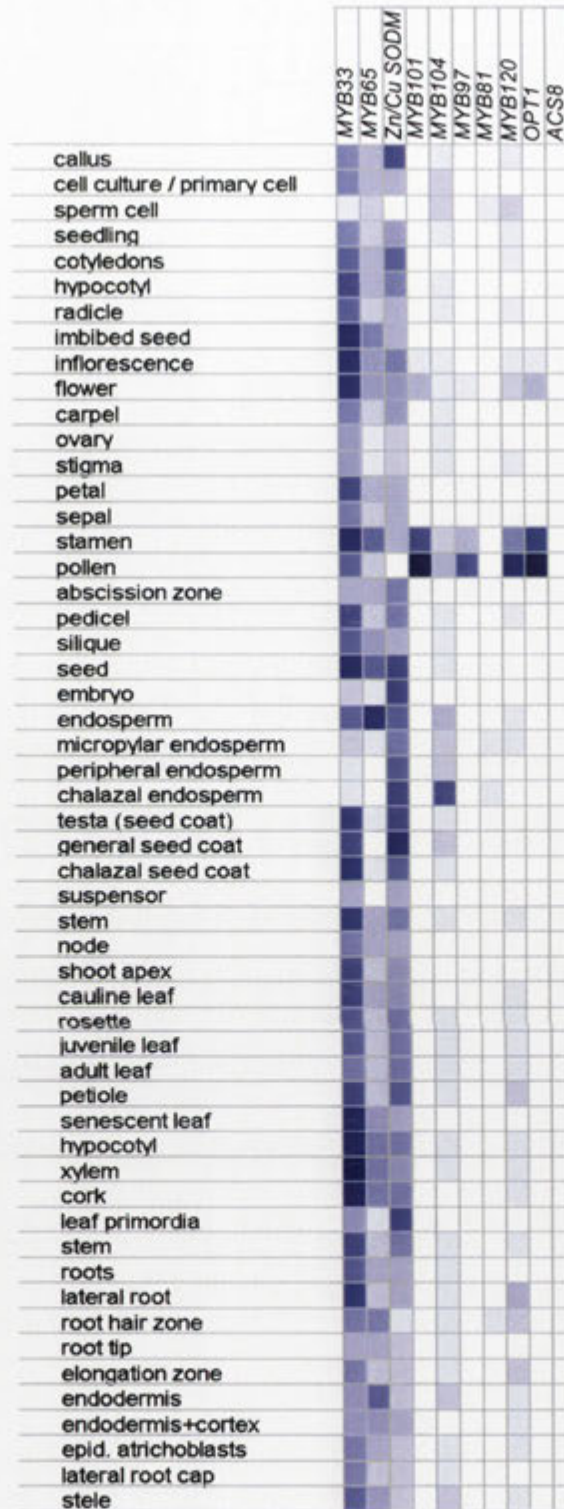 MYB33
MYB65
Zn/Cu SODM
MYB101
MYB104
MYB97
MYB81
MYB120
OPT1
ACS8
callus
cell culture / primary cell
sperm cell
seedling
cotyledons
hypocotyl
radicle
imbibed seed
inflorescence
flower
carpel
ovary
stigma
petal
sepal
stamen
pollen
abscission zone
pedicel
silique
seed
embryo
endosperm
micropylar endosperm
peripheral endosperm
chalazal endosperm
testa (seed coat)
general seed coat
chalazal seed coat
suspensor
stem
node
shoot apex
cauline leaf
rosette
juvenile leaf
adult leaf
petiole
senescent leaf
hypocotyl
xylem
cork
leaf primordia
stem
roots
lateral root
root hair zone
root tip
elongation zone
endodermis
endodermis+cortex
epid. atrichoblasts
lateral root cap
stele